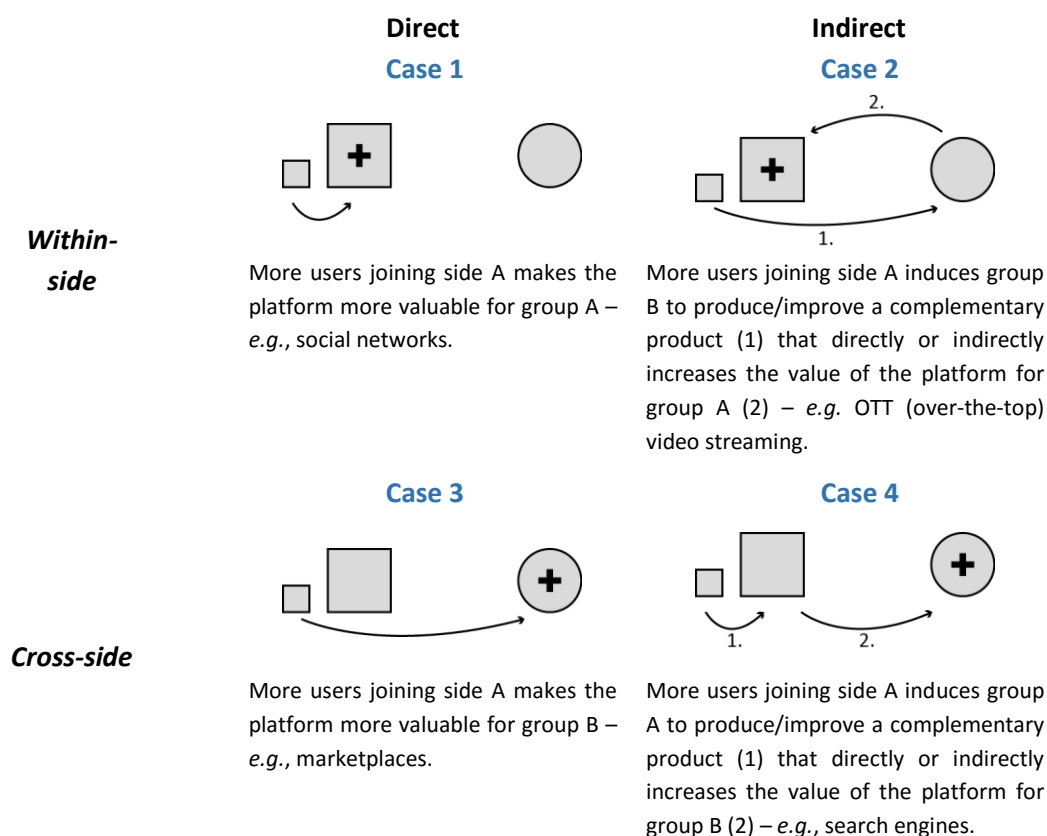 Direct
Indirect
Case 1
Case 2
2.
1.
Within-
side
More users joining side A makes the
platform more valuable for group A –
e.g., social networks.
More users joining side A induces group
B to produce/improve a complementary
product (1) that directly or indirectly
increases the value of the platform for
group A (2) – e.g. OTT (over-the-top)
video streaming.
Case 3
Case 4
1.
2.
Cross-side
More users joining side A makes the
platform more valuable for group B –
e.g., marketplaces.
More users joining side A induces group
A to produce/improve a complementary
product (1) that directly or indirectly
increases the value of the platform for
group B (2) – e.g., search engines.